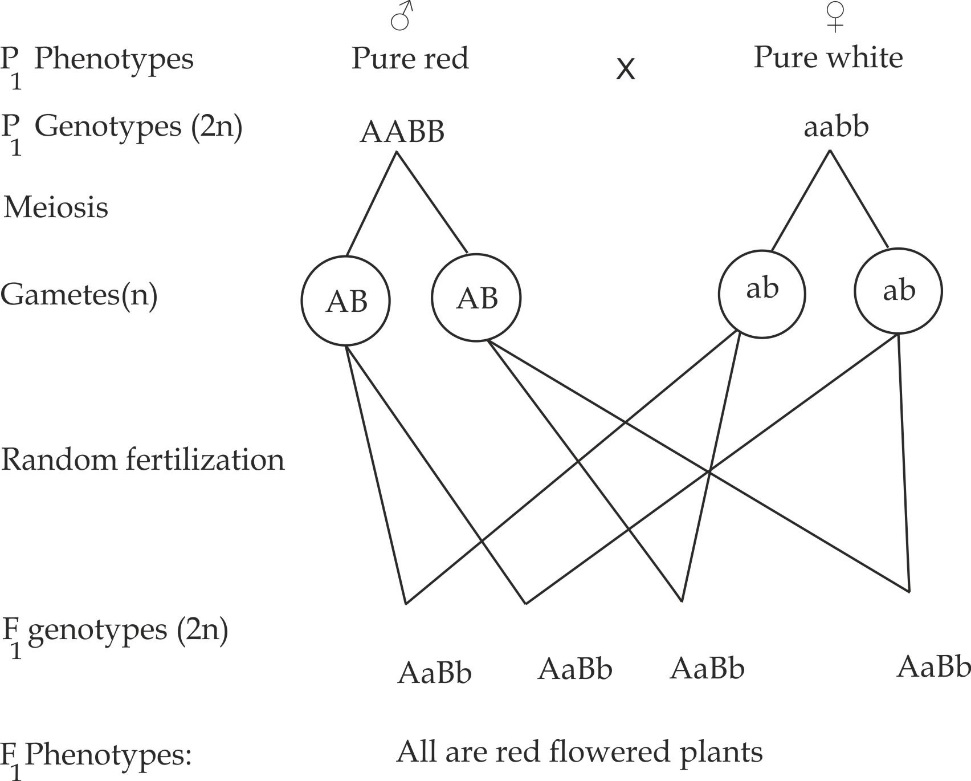 ♂ ♀
P1 Phenotypes Pure red x Pure white
P1 Genotypes (2n) AABB aabb
Meiosis
Gametes(n) AB AB ab ab
Random fertilization
F1 genotypes (2n)
AaBb AaBb AaBb AaBb
F1 Phenotypes: All are red flowered plants